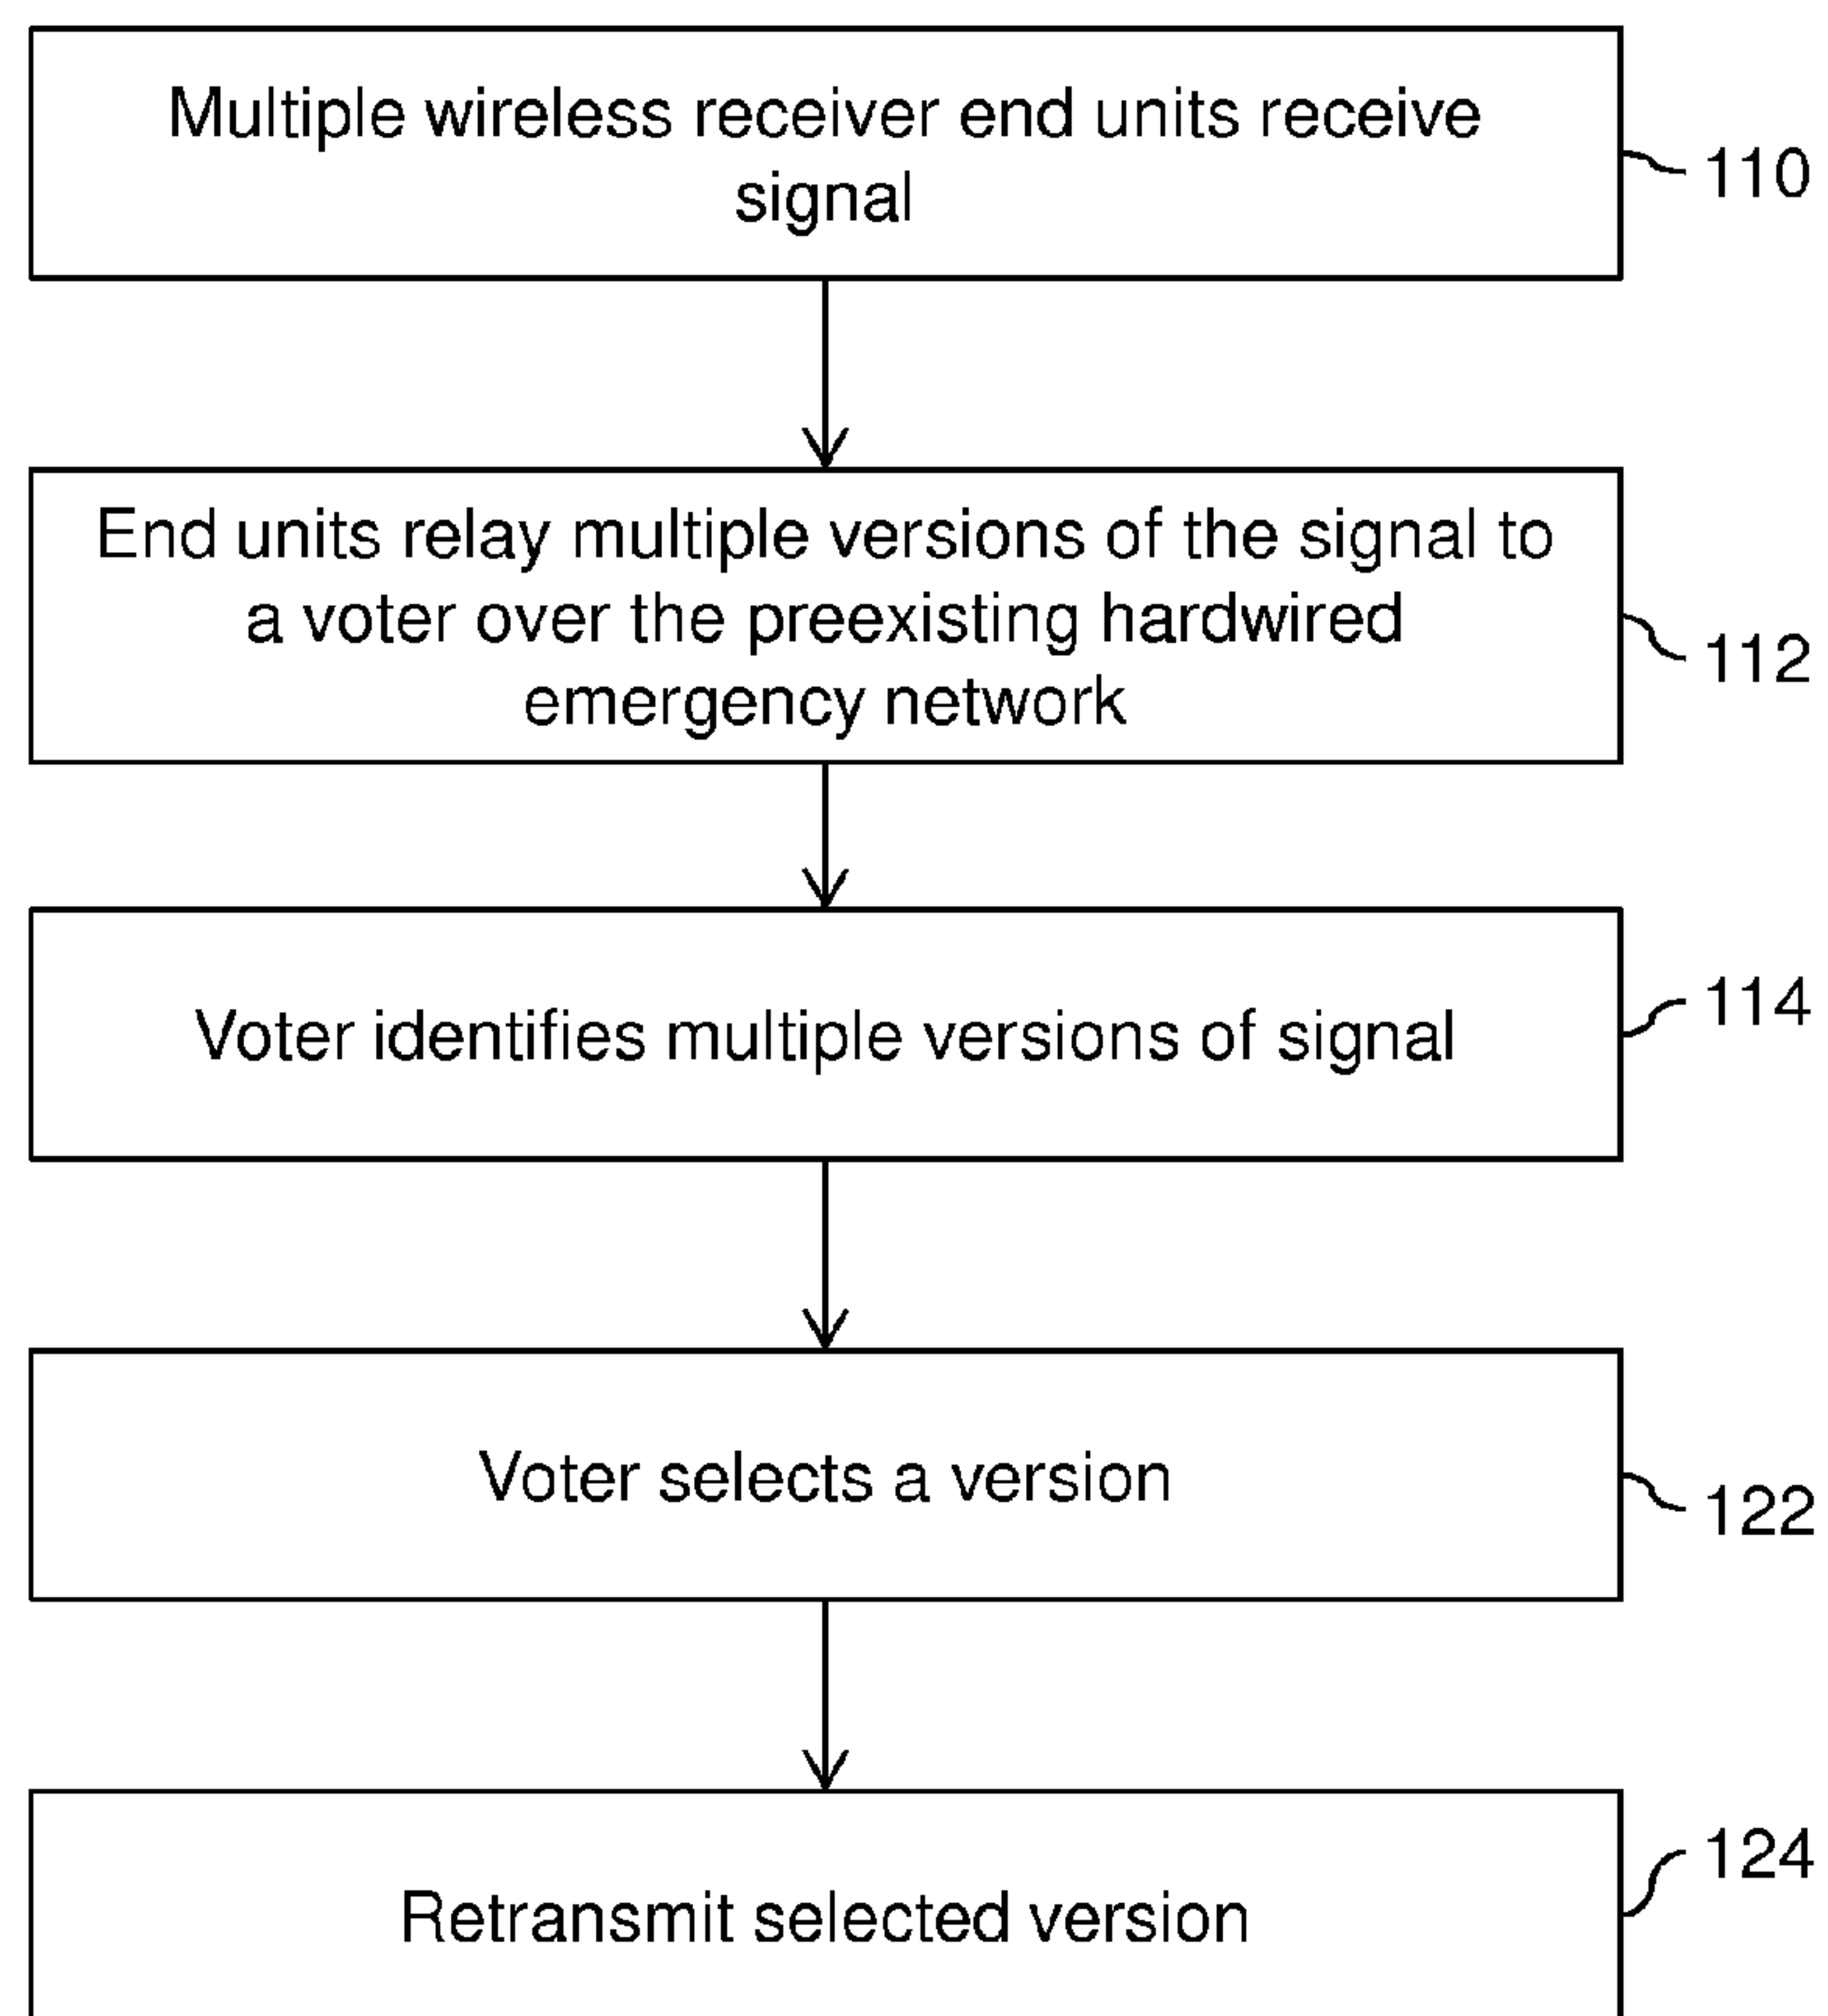 Multiple wireless receiver end units receive
signal
110
End units relay multiple versions of the signal to
a voter over the preexisting hardwired
emergency network
112
Voter identifies multiple versions of signal
114
Voter selects a version
122
Retransmit selected version
124